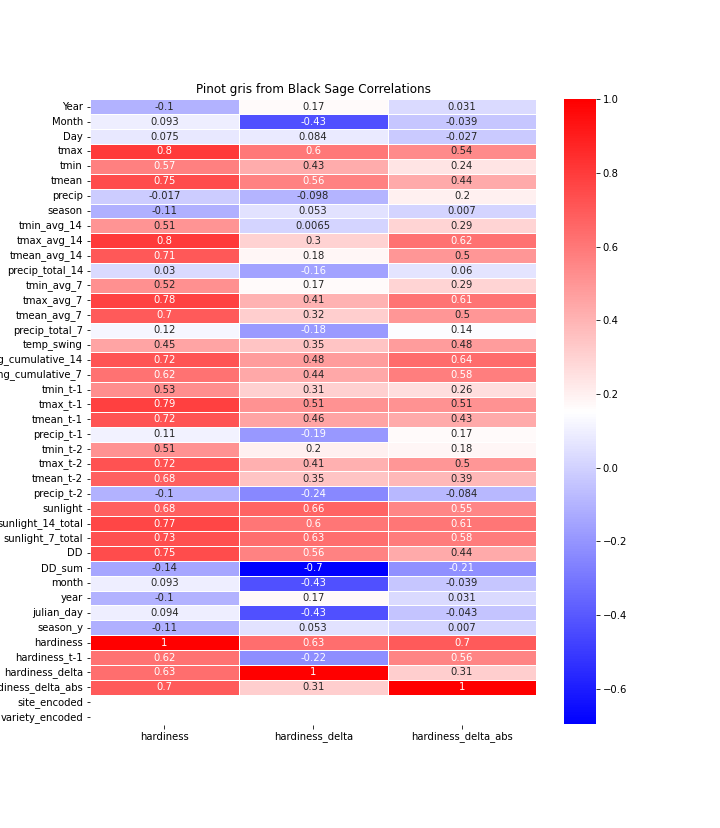 Pinot gris from Black Sage Correlations
Year -0.1 0.17 0.031
Month 0.093 -0.43 -0.039
Day 0.075 0.084 -0.027
tmax 0.8 0.6 0.54
tmin 0.57 0.43 0.24
tmean 0.75 0.56 0.44
precip -0.017 -0.098 0.2
season -0.11 0.053 0.007
tmin_avg_14 0.51 0.0065 0.29
tmax_avg_14 0.8 0.3 0.62
tmean_avg_14 0.71 0.18 0.5
precip_total_14 0.03 -0.16 0.06
tmin_avg_7 0.52 0.17 0.29
tmax_avg_7 0.78 0.41 0.61
tmean_avg_7 0.7 0.32 0.5
precip_total_7 0.12 -0.18 0.14
temp_swing 0.45 0.35 0.48
g_cumulative_14 0.72 0.48 0.64
ng_cumulative_7 0.62 0.44 0.58
tmin_t-1 0.53 0.31 0.26
tmax_t-1 0.79 0.51 0.51
tmean_t-1 0.72 0.46 0.43
precip_t-1 0.11 -0.19 0.17
tmin_t-2 0.51 0.2 0.18
tmax_t-2 0.72 0.41 0.5
tmean_t-2 0.68 0.35 0.39
precip_t-2 -0.1 -0.24 -0.084
sunlight 0.68 0.66 0.55
sunlight_14_total 0.77 0.6 0.61
sunlight_7_total 0.73 0.63 0.58
DD 0.75 0.56 0.44
DD_sum -0.14 -0.7 -0.21
month 0.093 -0.43 -0.039
year -0.1 0.17 0.031
julian_day 0.094 -0.43 -0.043
season_y -0.11 0.053 0.007
hardiness 1 0.63 0.7
hardiness_t-1 0.62 -0.22 0.56
hardiness_delta 0.63 1 0.31
diness_delta_abs 0.7 0.31 1
site_encoded
variety_encoded
hardiness hardiness_delta hardiness_delta_abs
1.0
0.8
0.6
0.4
0.2
0.0
−0.2
−0.4
−0.6